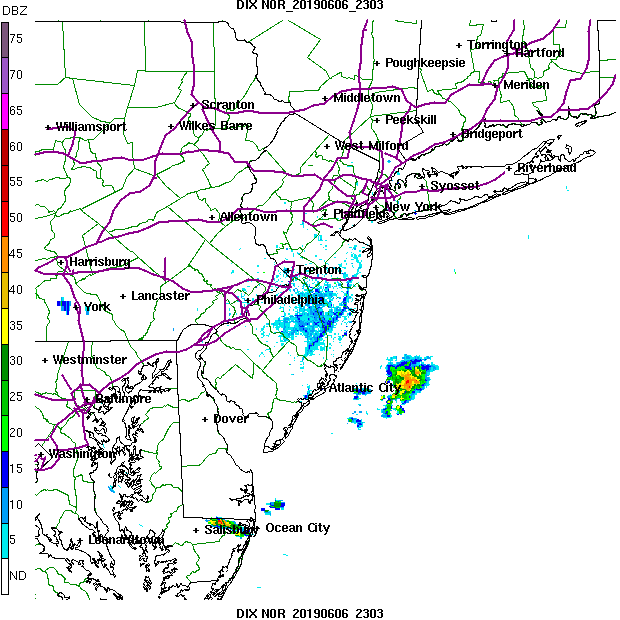 DIX N0R_20190606_2303
DBZ
75
70
65
60
55
50
45
40
35
30
25
20
15
10
5
ND
Torrington
Hartford
Poughkeepsie
Meriden
Middletown
Scranton
Peekskill
Williamsport
Wilkes Barre
Bridgeport
West Milford
Riverhead
Syosset
New York
Plainfield
Allentown
Harrisburg
Trenton
Lancaster
Philadelphia
York
Westminster
Atlantic City
Baltimore
Dover
Washington
Salisbury
Ocean City
Leonardtown
DIX N0R_20190606_2303